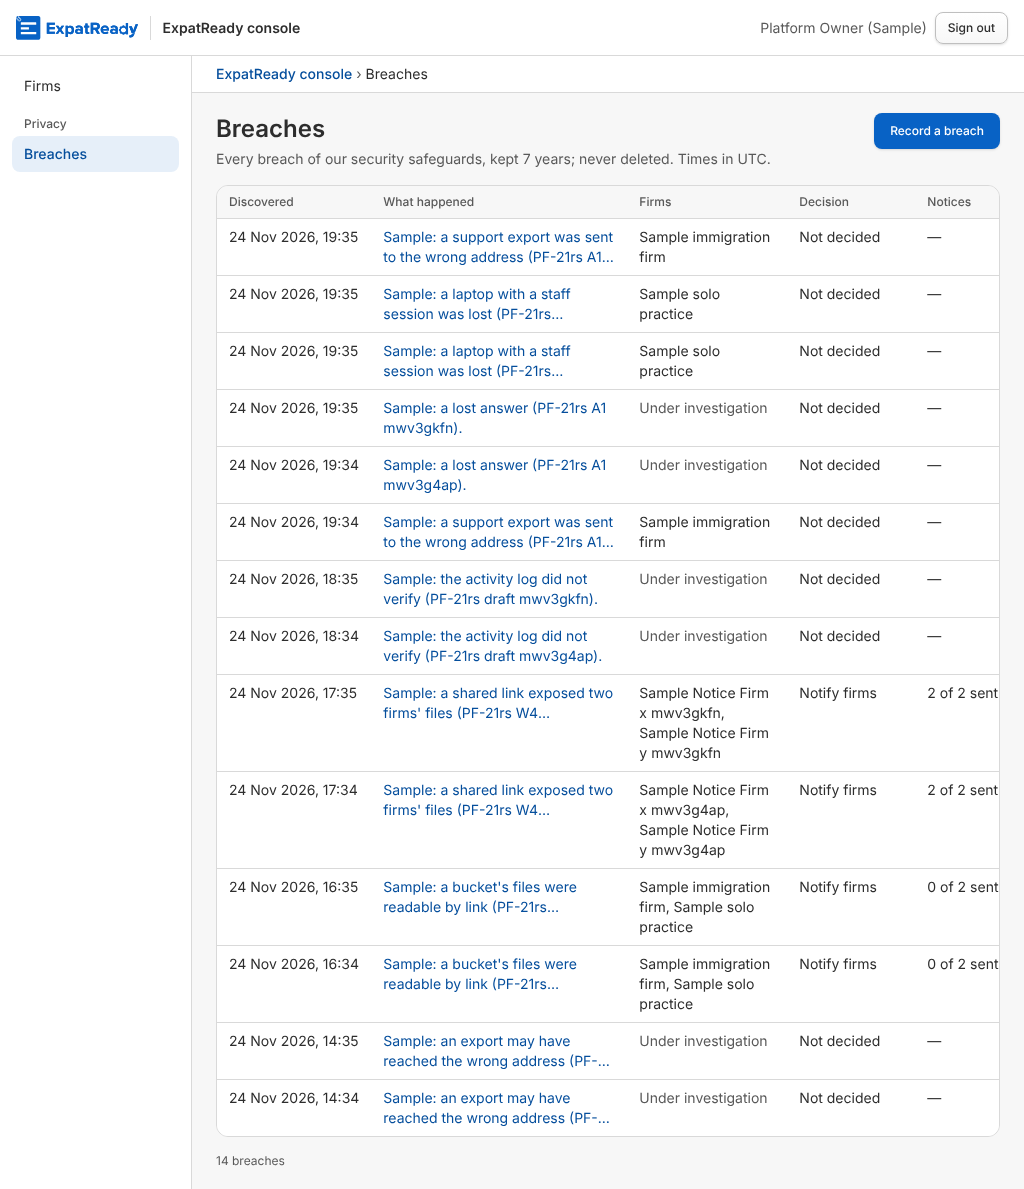 ExpatReady
ExpatReady console
Platform Owner (Sample)
Sign out
Firms
Privacy
Breaches
ExpatReady console › Breaches
Breaches
Record a breach
Every breach of our security safeguards, kept 7 years; never deleted. Times in UTC.
Discovered What happened Firms Decision Notices
24 Nov 2026, 19:35 Sample: a support export was sent Sample immigration Not decided —
to the wrong address (PF-21rs A1... firm
24 Nov 2026, 19:35 Sample: a laptop with a staff Sample solo Not decided —
session was lost (PF-21rs... practice
24 Nov 2026, 19:35 Sample: a laptop with a staff Sample solo Not decided —
session was lost (PF-21rs... practice
24 Nov 2026, 19:35 Sample: a lost answer (PF-21rs A1 Under investigation Not decided —
mwv3gkfn).
24 Nov 2026, 19:34 Sample: a lost answer (PF-21rs A1 Under investigation Not decided —
mwv3g4ap).
24 Nov 2026, 19:34 Sample: a support export was sent Sample immigration Not decided —
to the wrong address (PF-21rs A1... firm
24 Nov 2026, 18:35 Sample: the activity log did not Under investigation Not decided —
verify (PF-21rs draft mwv3gkfn).
24 Nov 2026, 18:34 Sample: the activity log did not Under investigation Not decided —
verify (PF-21rs draft mwv3g4ap).
24 Nov 2026, 17:35 Sample: a shared link exposed two Sample Notice Firm Notify firms 2 of 2 sent
firms' files (PF-21rs W4... x mwv3gkfn,
Sample Notice Firm
y mwv3gkfn
24 Nov 2026, 17:34 Sample: a shared link exposed two Sample Notice Firm Notify firms 2 of 2 sent
firms' files (PF-21rs W4... x mwv3g4ap,
Sample Notice Firm
y mwv3g4ap
24 Nov 2026, 16:35 Sample: a bucket's files were Sample immigration Notify firms 0 of 2 sent
readable by link (PF-21rs... firm, Sample solo
practice
24 Nov 2026, 16:34 Sample: a bucket's files were Sample immigration Notify firms 0 of 2 sent
readable by link (PF-21rs... firm, Sample solo
practice
24 Nov 2026, 14:35 Sample: an export may have Under investigation Not decided —
reached the wrong address (PF-...
24 Nov 2026, 14:34 Sample: an export may have Under investigation Not decided —
reached the wrong address (PF-...
14 breaches